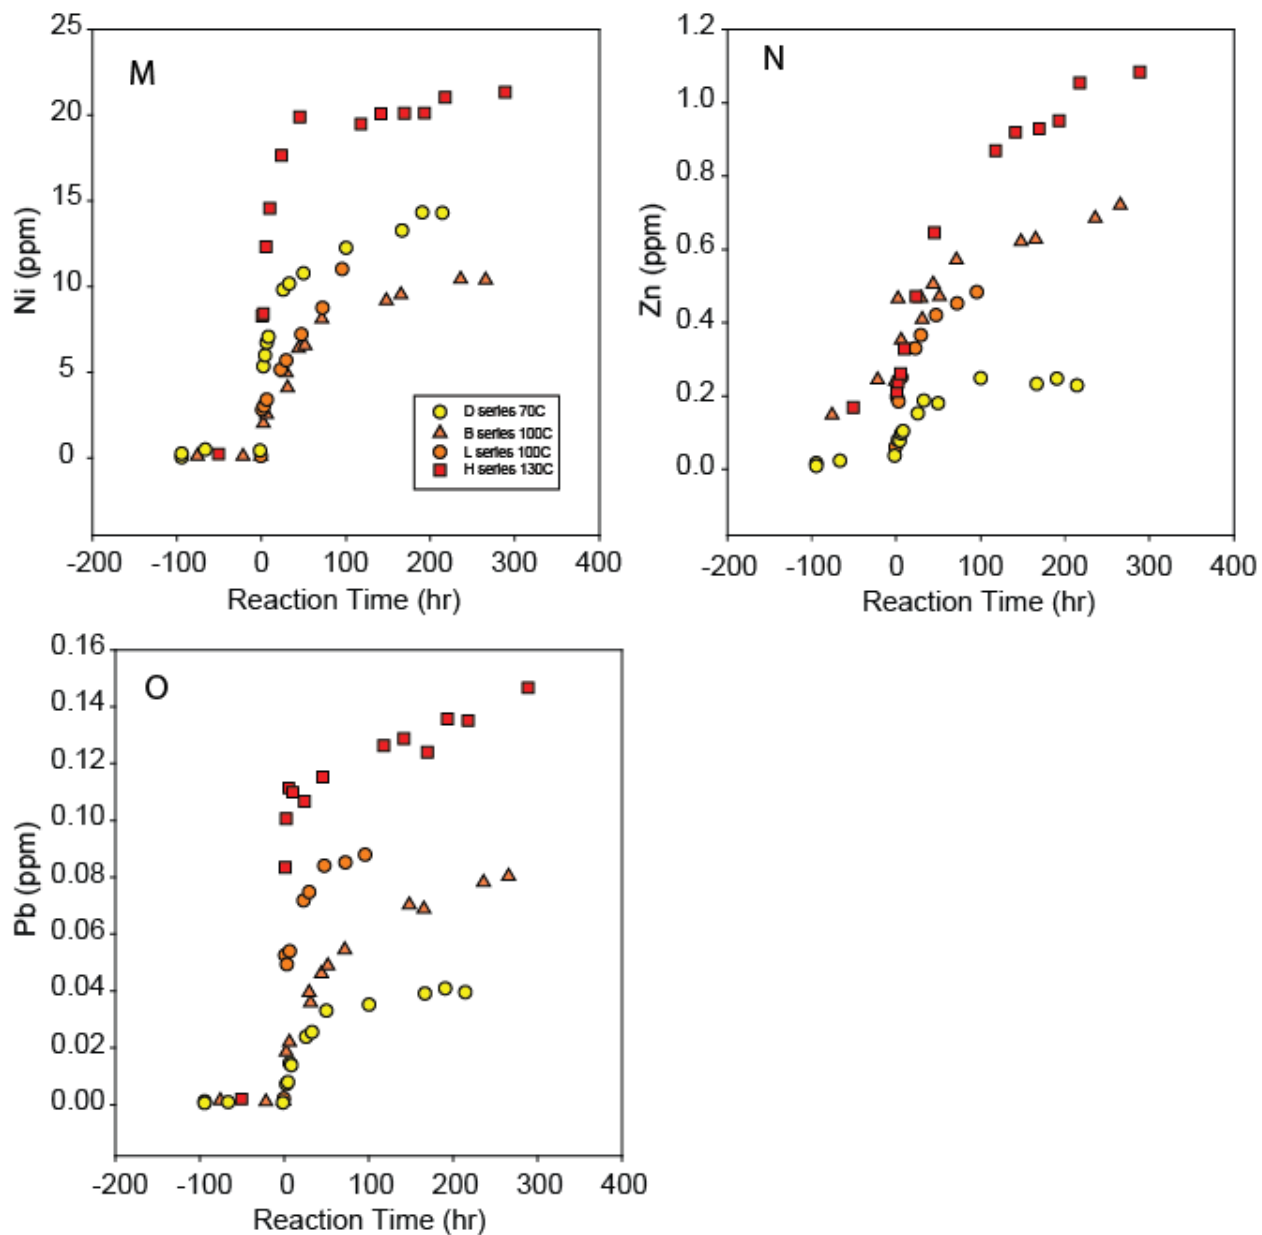 M
25
20
15
10
5
0
Ni (ppm)
-200 -100 0 100 200 300 400
Reaction Time (hr)
D series 70C
B series 100C
L series 100C
H series 130C
N
1.2
1.0
0.8
0.6
0.4
0.2
0.0
Zn (ppm)
-200 -100 0 100 200 300 400
Reaction Time (hr)
O
0.16
0.14
0.12
0.10
0.08
0.06
0.04
0.02
0.00
Pb (ppm)
-200 -100 0 100 200 300 400
Reaction Time (hr)